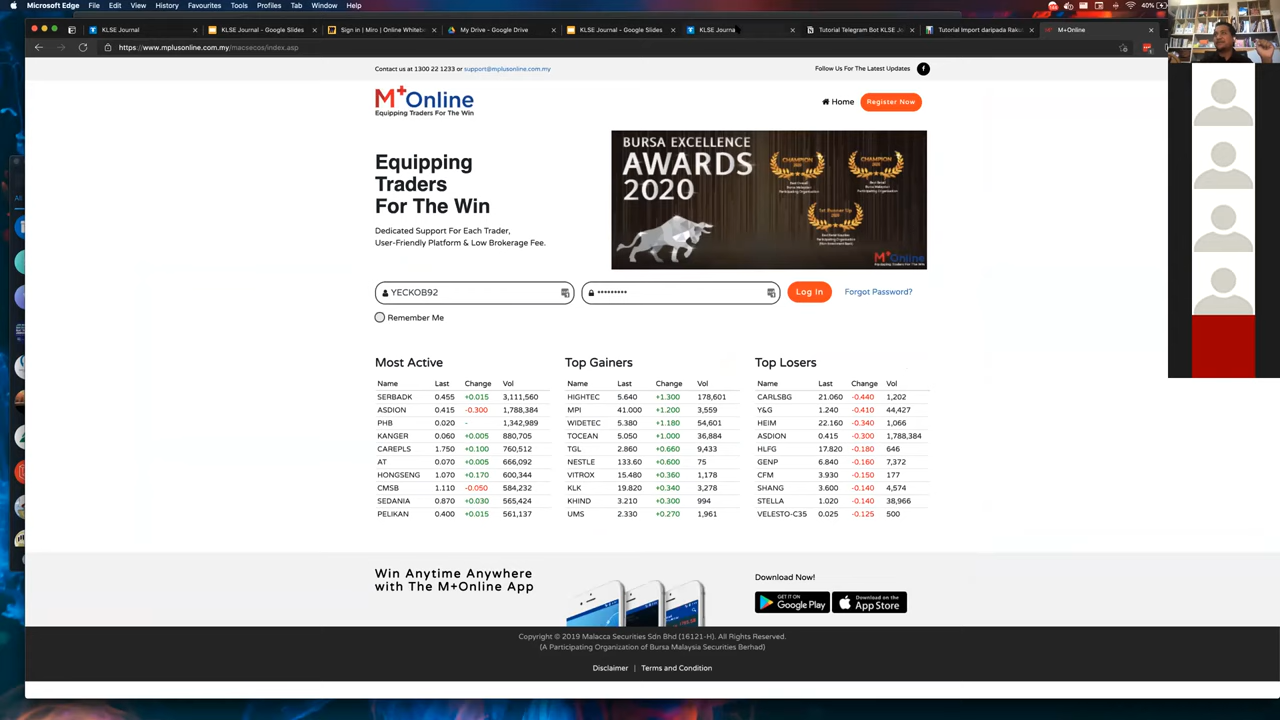 Microsoft Edge File Edit View History Favourites Tools Profiles Tab Window Help 40%
KLSE Journal
KLSE Journal - Google Slides
Sign in | Miro | Online Whiteb
My Drive - Google Drive
KLSE Journal - Google Slides
KLSE Journa
Tutorial Telegram Bot KLSE Jo
Tutorial Import daripada Raku
M+Online
https://www.mplusonline.com.my/macsecos/index.asp
Contact us at 1300 22 1233 or support@mplusonline.com.my
Follow Us For The Latest Updates
M+Online
Equipping Traders For The Win
Home
Register Now
Equipping
Traders
For The Win
Dedicated Support For Each Trader,
User-Friendly Platform & Low Brokerage Fee.
BURSA EXCELLENCE
AWARDS
2020
CHAMPION
CHAMPION
1st Runner Up
M+Online
YECKOB92
•••••••••
Log In
Forgot Password?
Remember Me
Most Active
Name Last Change Vol
SERBADK 0.455 +0.015 3,111,560
ASDION 0.415 -0.300 1,788,384
PHB 0.020 - 1,342,989
KANGER 0.060 +0.005 880,705
CAREPLS 1.750 +0.100 760,512
AT 0.070 +0.005 666,092
HONGSENG 1.070 +0.170 600,344
CMSB 1.110 -0.050 584,232
SEDANIA 0.870 +0.030 565,424
PELIKAN 0.400 +0.015 561,137
Top Gainers
Name Last Change Vol
HIGHTEC 5.640 +1.300 178,601
MPI 41.000 +1.200 3,559
WIDETEC 5.380 +1.180 54,601
TOCEAN 5.050 +1.000 36,884
TGL 2.860 +0.660 9,433
NESTLE 133.60 +0.600 75
VITROX 15.480 +0.360 1,178
KLK 19.820 +0.340 3,278
KHIND 3.210 +0.300 994
UMS 2.330 +0.270 1,961
Top Losers
Name Last Change Vol
CARLSBG 21.060 -0.440 1,202
Y&G 1.240 -0.410 44,427
HEIM 22.160 -0.340 1,066
ASDION 0.415 -0.300 1,788,384
HLFG 17.820 -0.180 646
GENP 6.840 -0.160 7,372
CFM 3.930 -0.150 177
SHANG 3.600 -0.140 4,574
STELLA 1.020 -0.140 38,966
VELESTO-C35 0.025 -0.125 500
Win Anytime Anywhere
with The M+Online App
Download Now!
GET IT ON
Google Play
Download on the
App Store
Copyright © 2019 Malacca Securities Sdn Bhd (16121-H). All Rights Reserved.
(A Participating Organization of Bursa Malaysia Securities Berhad)
Disclaimer | Terms and Condition